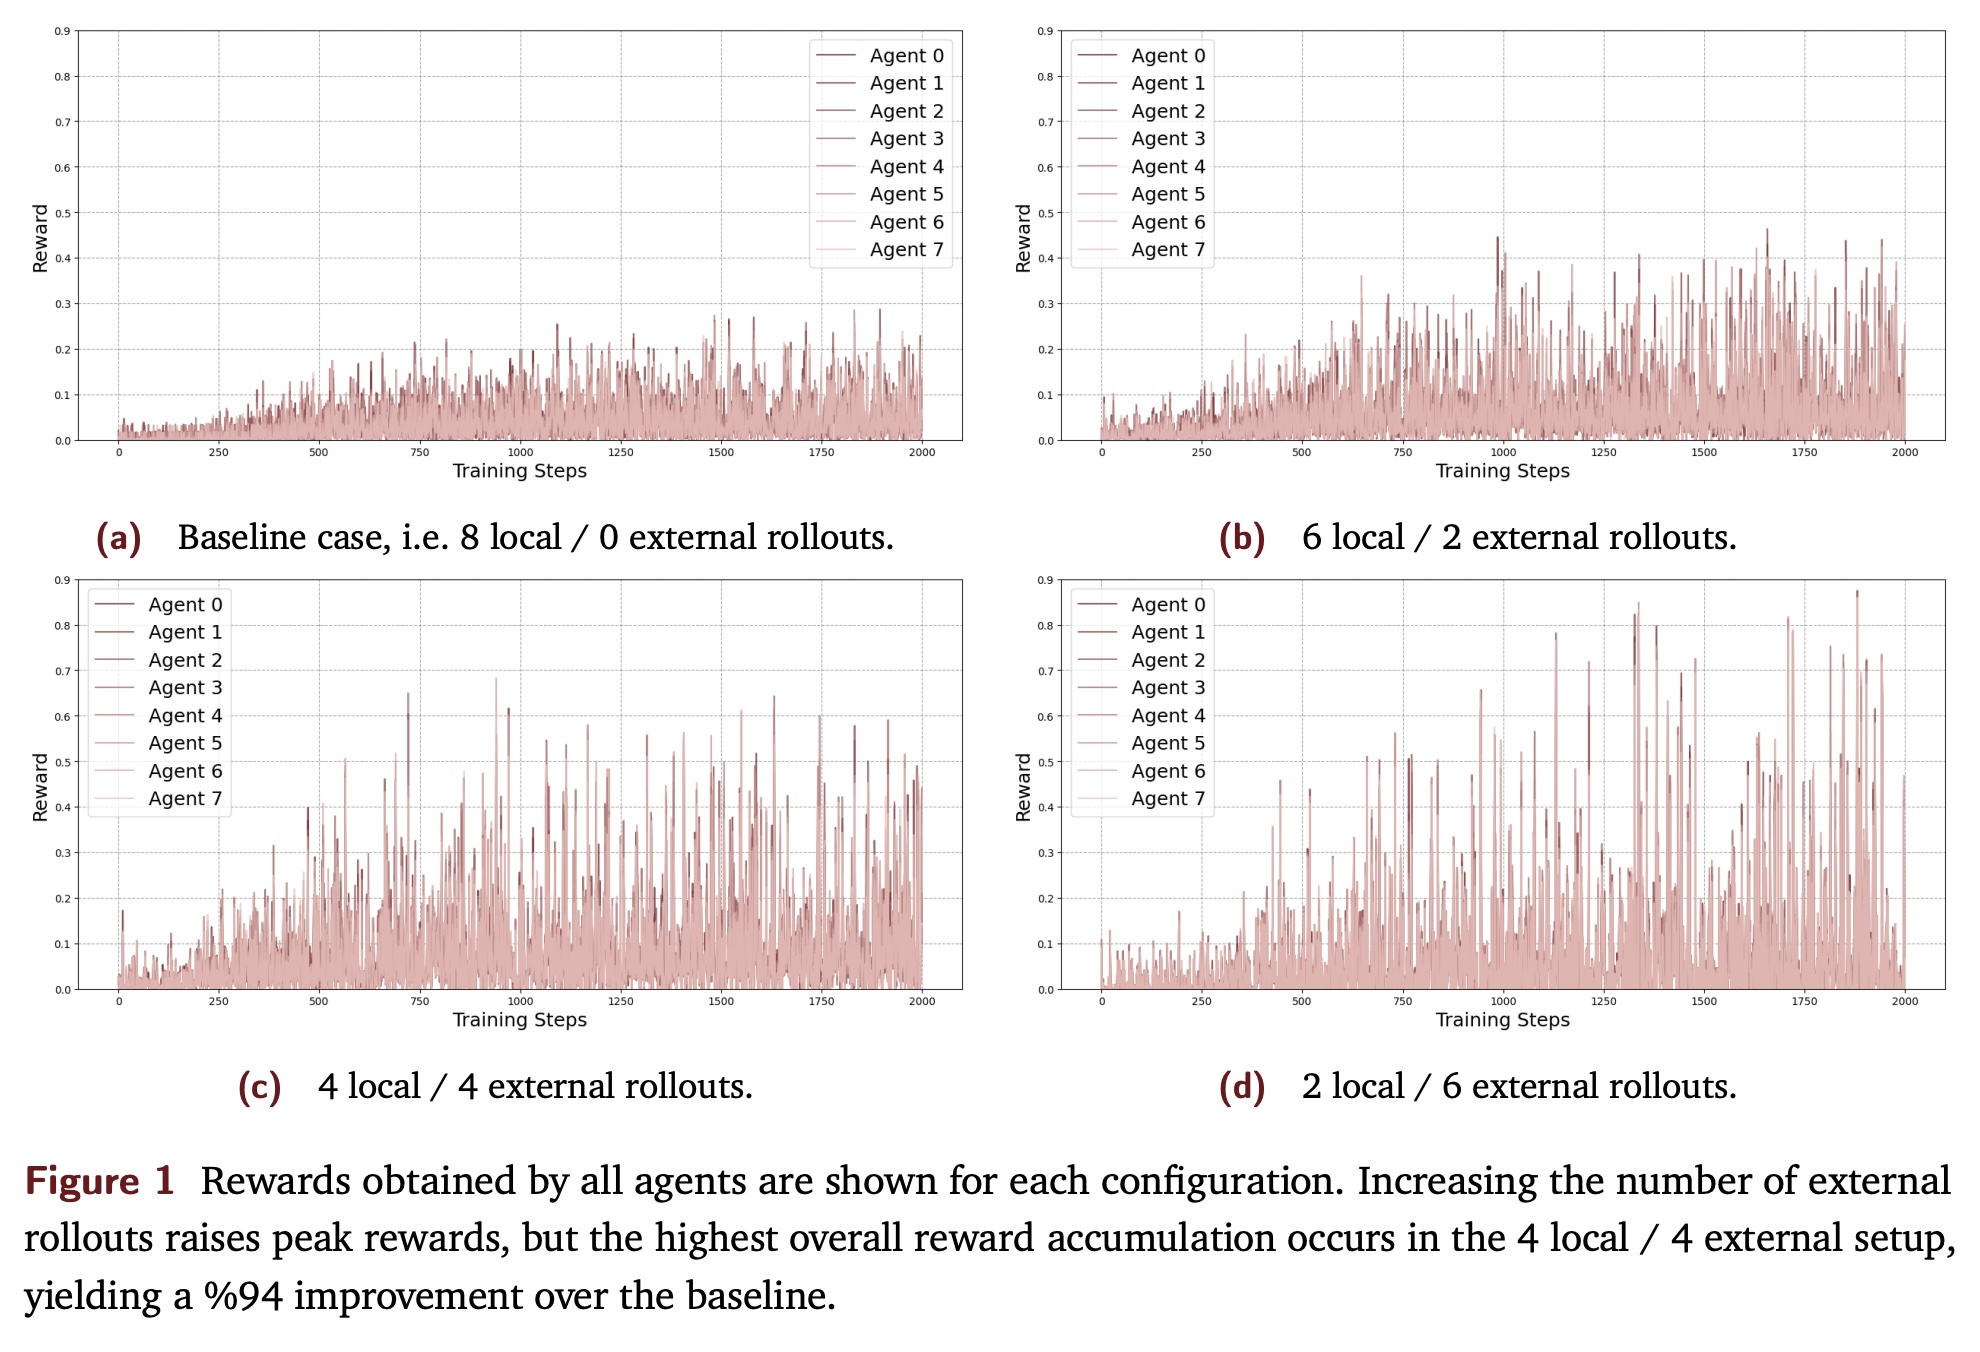 0.9
0.8
0.7
0.6
0.5
0.4
0.3
0.2
0.1
0.0
Reward
0 250 500 750 1000 1250 1500 1750 2000
Training Steps
Agent 0
Agent 1
Agent 2
Agent 3
Agent 4
Agent 5
Agent 6
Agent 7
(a) Baseline case, i.e. 8 local / 0 external rollouts.
0.9
0.8
0.7
0.6
0.5
0.4
0.3
0.2
0.1
0.0
Reward
0 250 500 750 1000 1250 1500 1750 2000
Training Steps
Agent 0
Agent 1
Agent 2
Agent 3
Agent 4
Agent 5
Agent 6
Agent 7
(b) 6 local / 2 external rollouts.
0.9
0.8
0.7
0.6
0.5
0.4
0.3
0.2
0.1
0.0
Reward
0 250 500 750 1000 1250 1500 1750 2000
Training Steps
Agent 0
Agent 1
Agent 2
Agent 3
Agent 4
Agent 5
Agent 6
Agent 7
(c) 4 local / 4 external rollouts.
0.9
0.8
0.7
0.6
0.5
0.4
0.3
0.2
0.1
0.0
Reward
0 250 500 750 1000 1250 1500 1750 2000
Training Steps
Agent 0
Agent 1
Agent 2
Agent 3
Agent 4
Agent 5
Agent 6
Agent 7
(d) 2 local / 6 external rollouts.
Figure 1 Rewards obtained by all agents are shown for each configuration. Increasing the number of external
rollouts raises peak rewards, but the highest overall reward accumulation occurs in the 4 local / 4 external setup,
yielding a %94 improvement over the baseline.